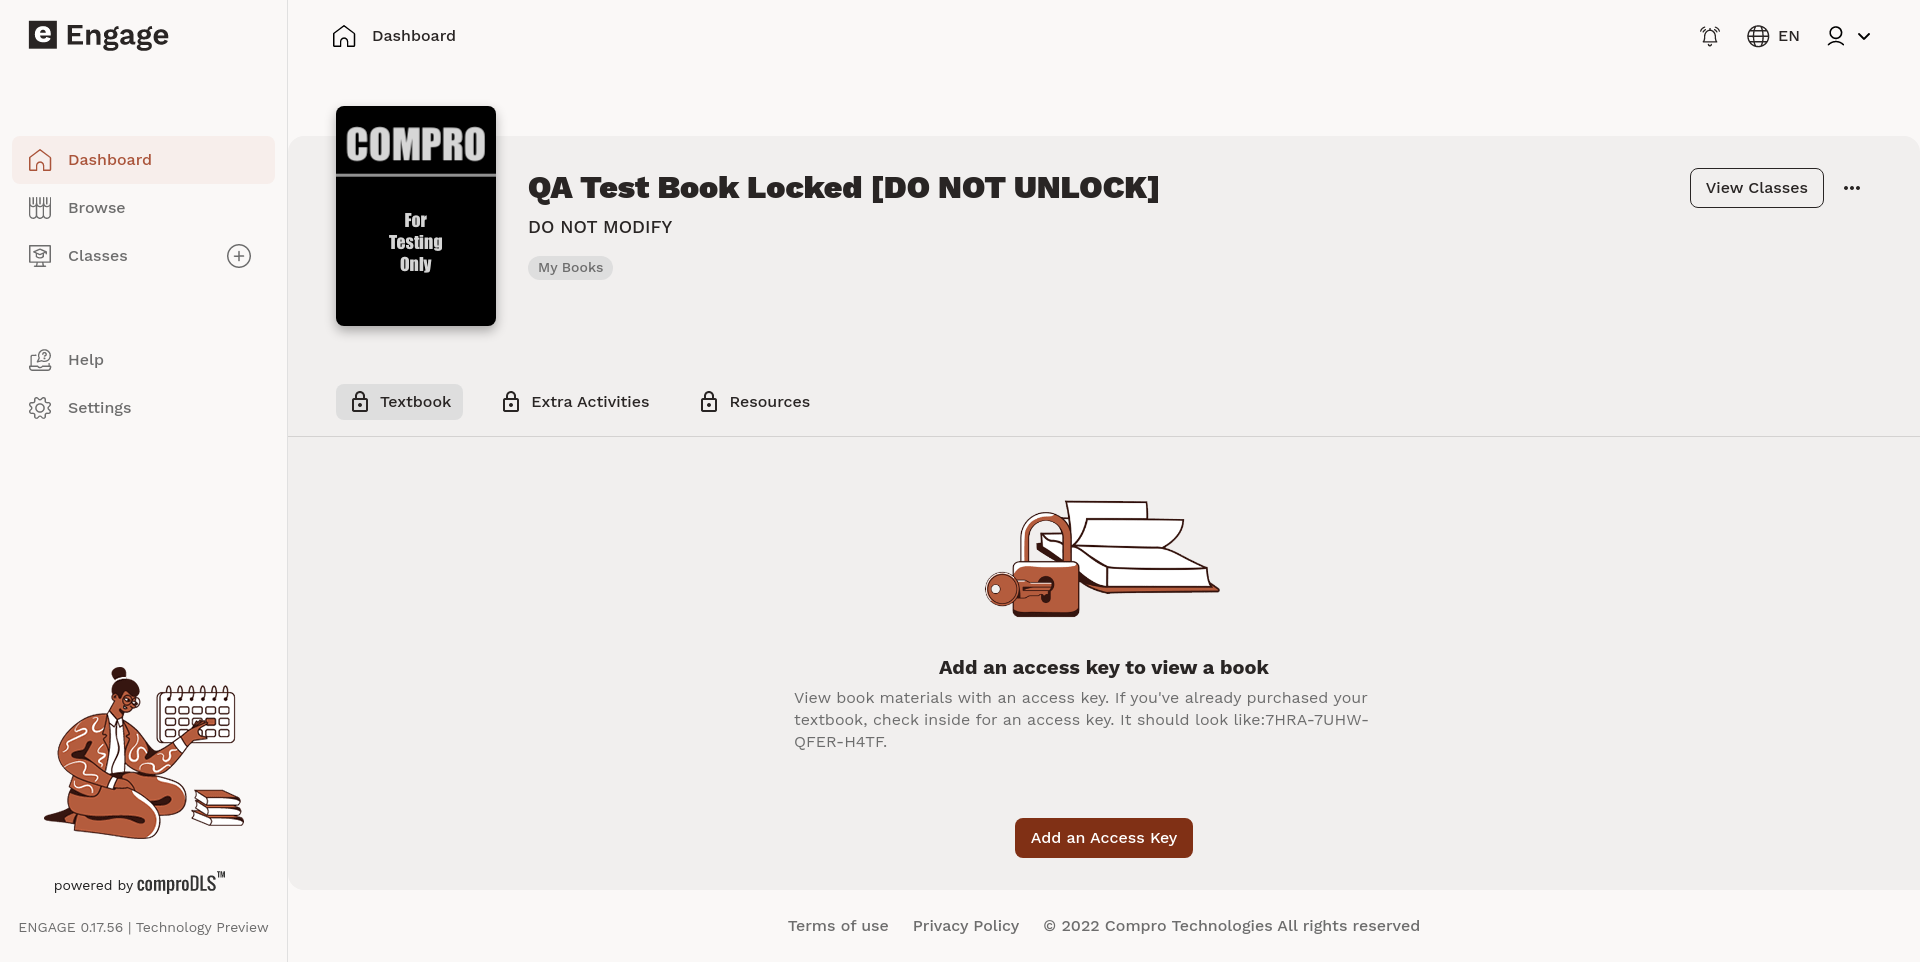 e Engage
Dashboard
EN
Dashboard
Browse
Classes
Help
Settings
powered by comproDLS™
ENGAGE 0.17.56 | Technology Preview
COMPRO
For
Testing
Only
QA Test Book Locked [DO NOT UNLOCK]
DO NOT MODIFY
My Books
View Classes
Textbook
Extra Activities
Resources
Add an access key to view a book
View book materials with an access key. If you've already purchased your
textbook, check inside for an access key. It should look like:7HRA-7UHW-
QFER-H4TF.
Add an Access Key
Terms of use
Privacy Policy
© 2022 Compro Technologies All rights reserved